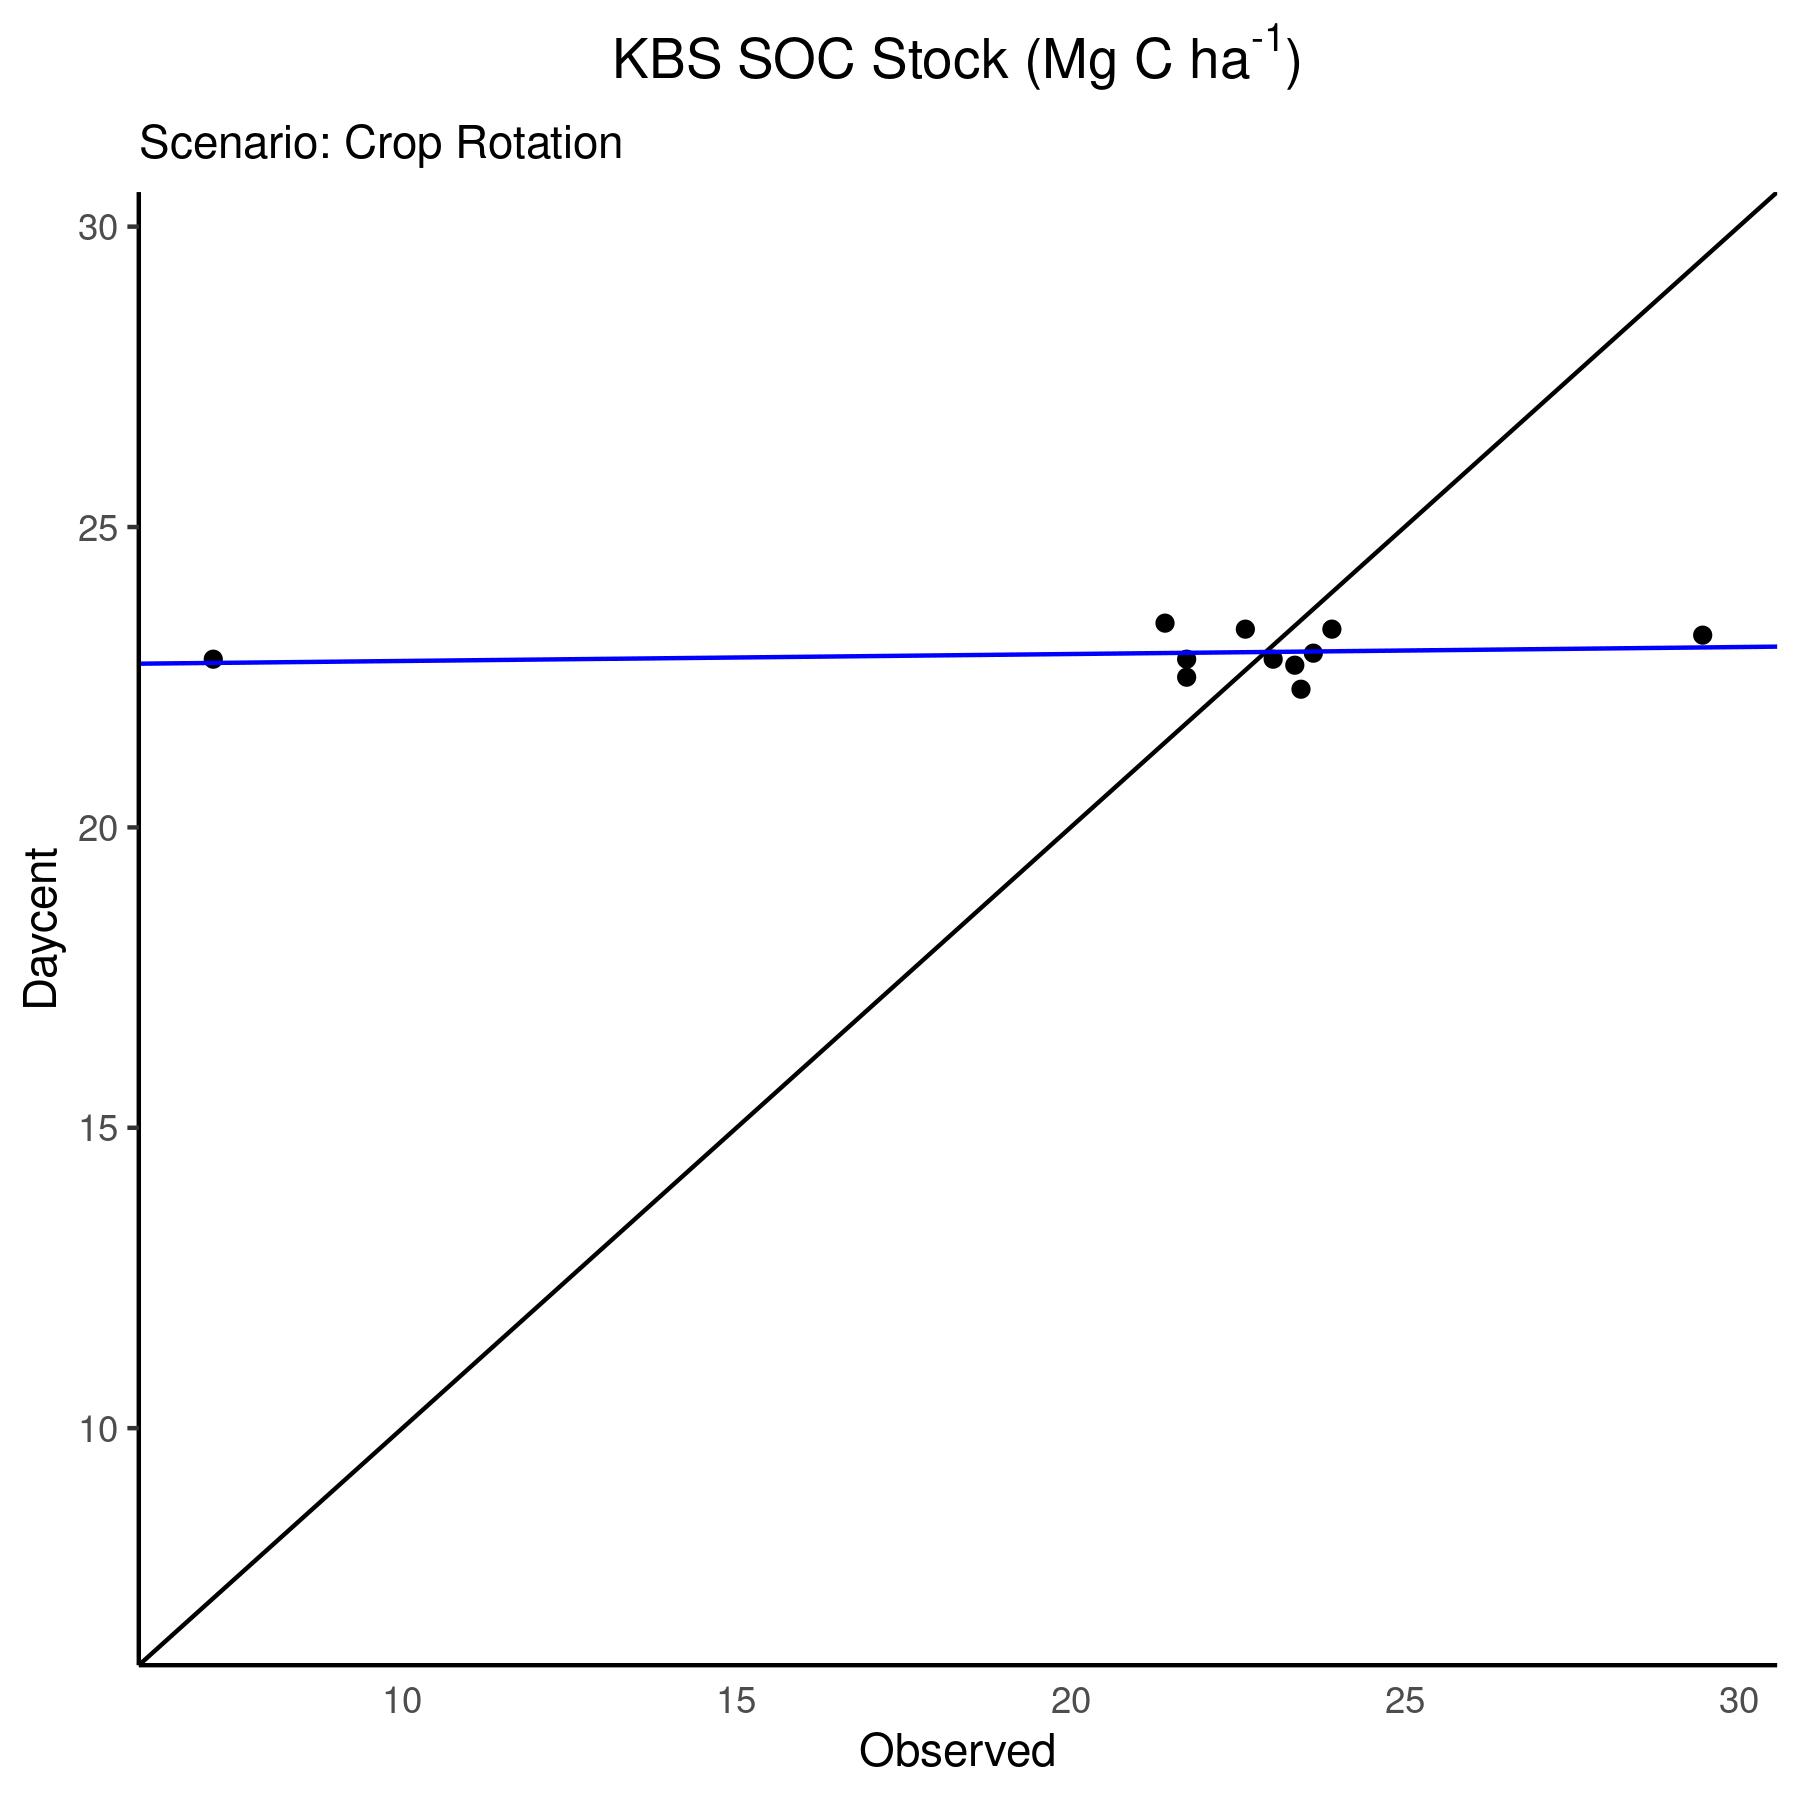 KBS SOC Stock (Mg C ha-1)
Scenario: Crop Rotation
30
25
20
15
10
Daycent
10 15 20 25 30
Observed